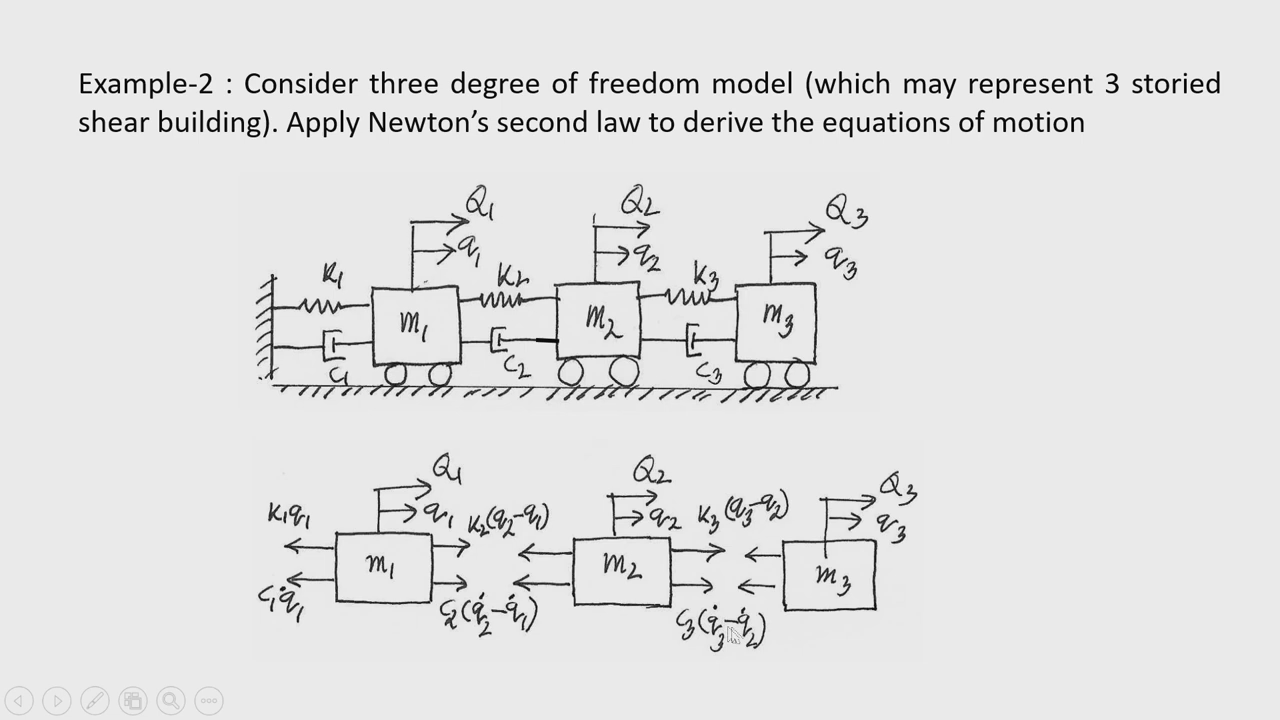 Example-2 : Consider three degree of freedom model (which may represent 3 storied
shear building). Apply Newton’s second law to derive the equations of motion
Q1 Q2 Q3
q1 q2 q3
K1 K2 K3
m1 m2 m3
C1 C2 C3
Q1 Q2 Q3
q1 q2 q3
K1q1 K2(q2-q1) K3(q3-q2)
m1 m2 m3
C1q̇1 C2(q̇2-q̇1) C3(q̇3-q̇2)